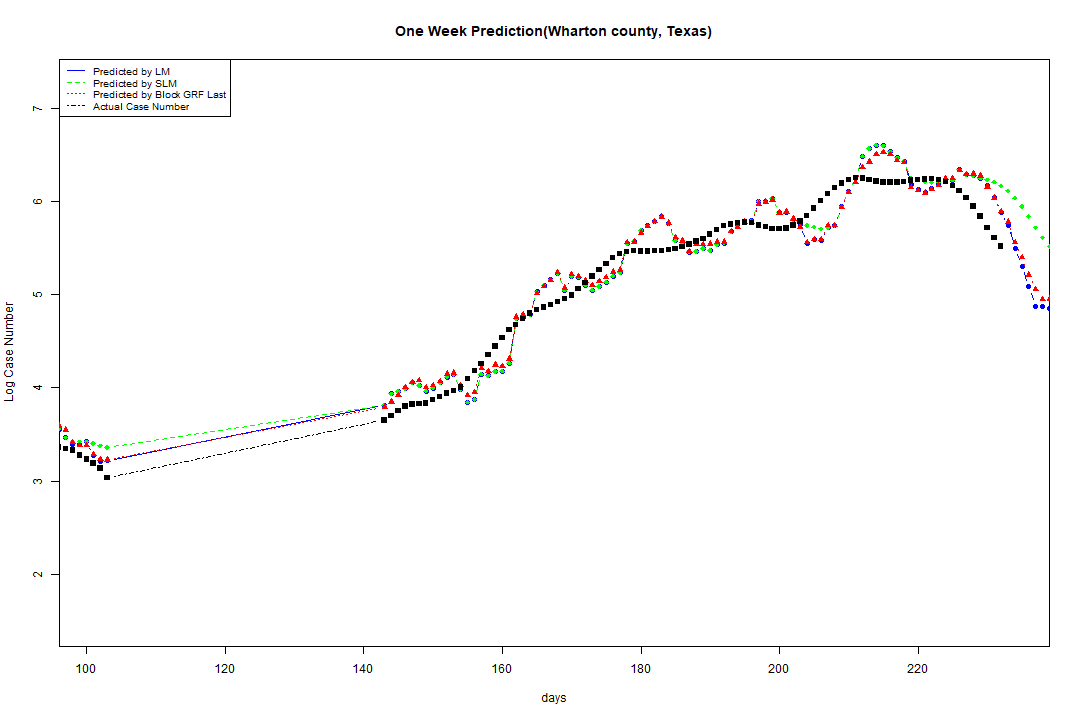 One Week Prediction(Wharton county, Texas)
Predicted by LM
Predicted by SLM
Predicted by Block GRF Last
Actual Case Number
7
6
5
4
3
2
Log Case Number
100 120 140 160 180 200 220
days